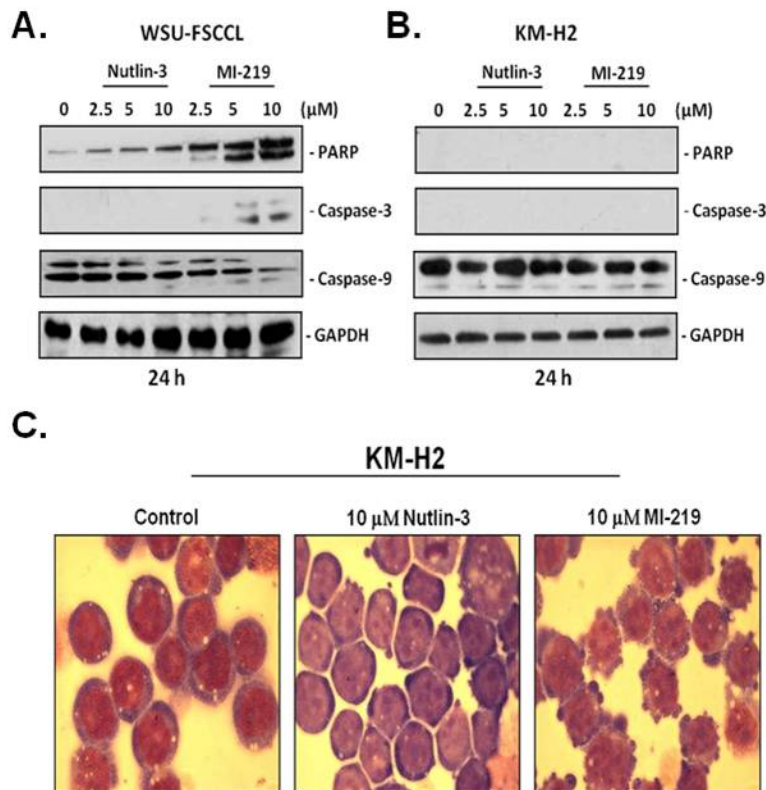 A.
WSU-FSCCL
Nutlin-3 MI-219
0 2.5 5 10 2.5 5 10 (μM)
- PARP
- Caspase-3
- Caspase-9
- GAPDH
24 h
B.
KM-H2
Nutlin-3 MI-219
0 2.5 5 10 2.5 5 10 (μM)
- PARP
- Caspase-3
- Caspase-9
- GAPDH
24 h
C.
KM-H2
Control 10 μM Nutlin-3 10 μM MI-219